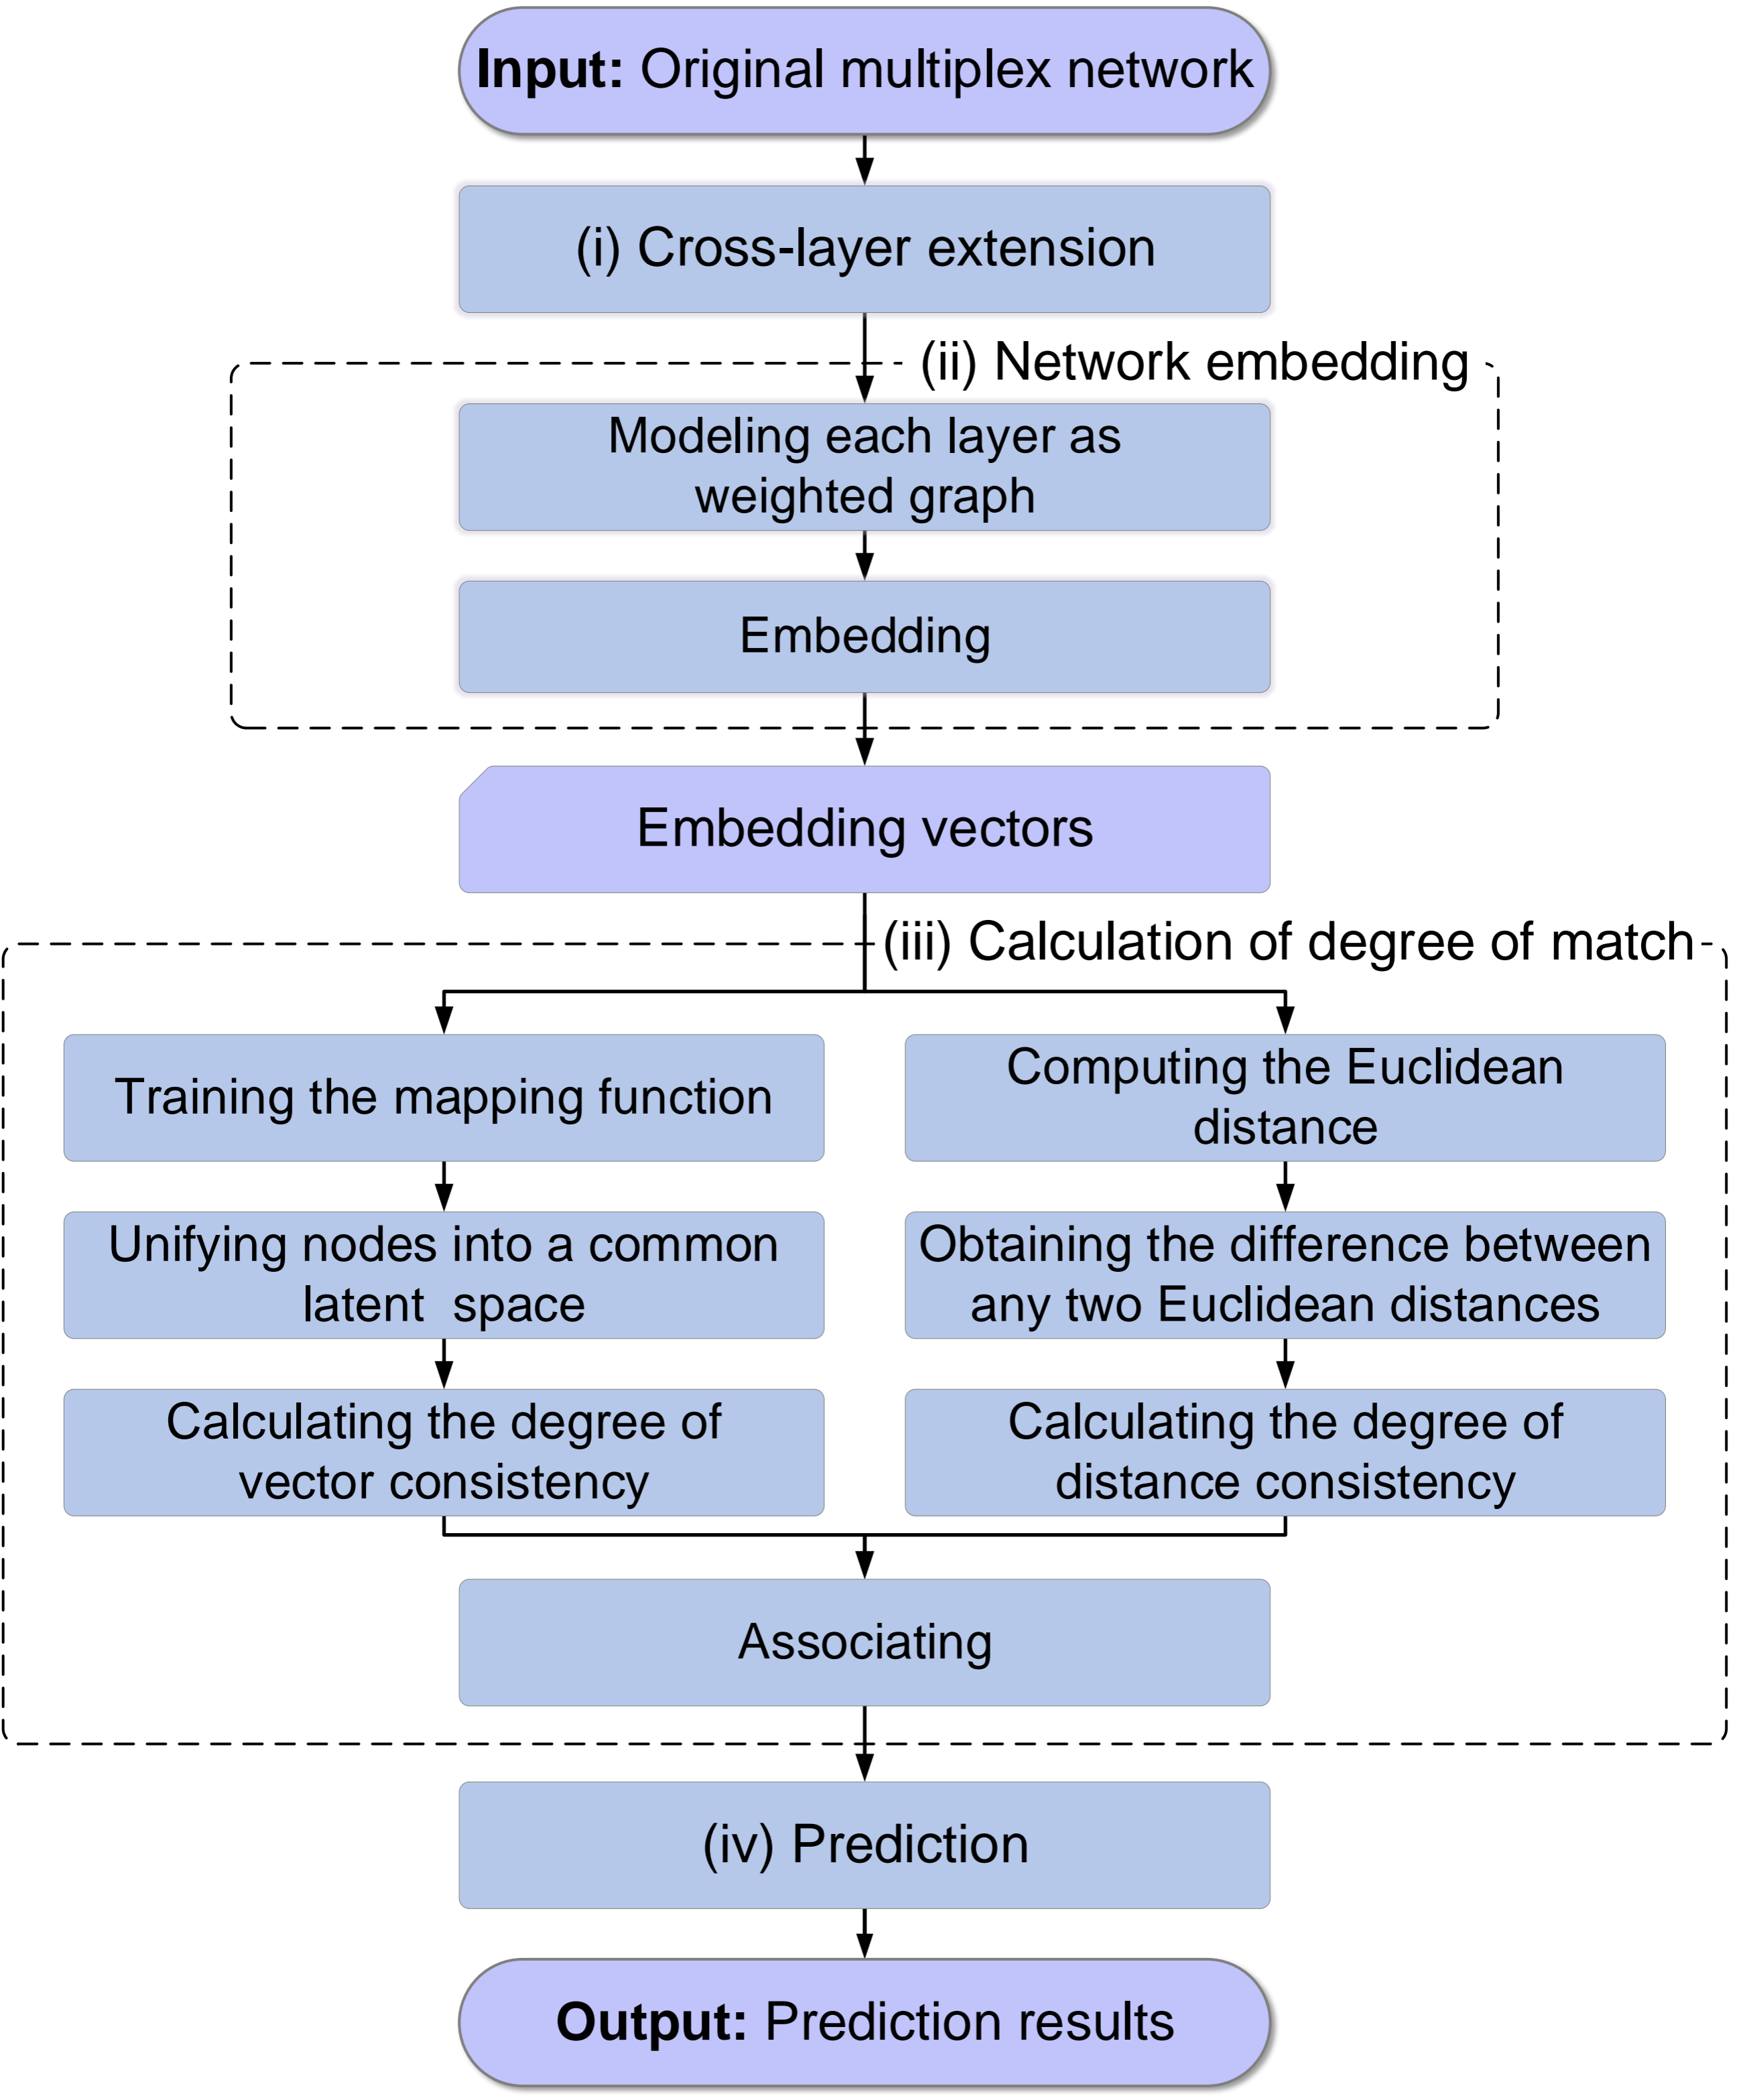 Input: Original multiplex network
(i) Cross-layer extension
(ii) Network embedding
Modeling each layer as
weighted graph
Embedding
Embedding vectors
(iii) Calculation of degree of match
Training the mapping function
Computing the Euclidean
distance
Unifying nodes into a common
latent space
Obtaining the difference between
any two Euclidean distances
Calculating the degree of
vector consistency
Calculating the degree of
distance consistency
Associating
(iv) Prediction
Output: Prediction results